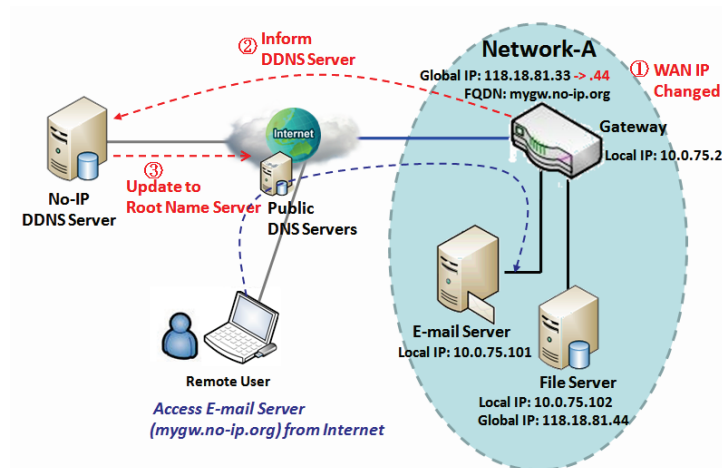 ② Inform
DDNS Server
Network-A
Global IP: 118.18.81.33 -> .44
FQDN: mygw.no-ip.org
① WAN IP
Changed
Gateway
Local IP: 10.0.75.2
Internet
No-IP
DDNS Server
③
Update to
Root Name Server
Public
DNS Servers
E-mail Server
Local IP: 10.0.75.101
File Server
Local IP: 10.0.75.102
Global IP: 118.18.81.44
Remote User
Access E-mail Server
(mygw.no-ip.org) from Internet